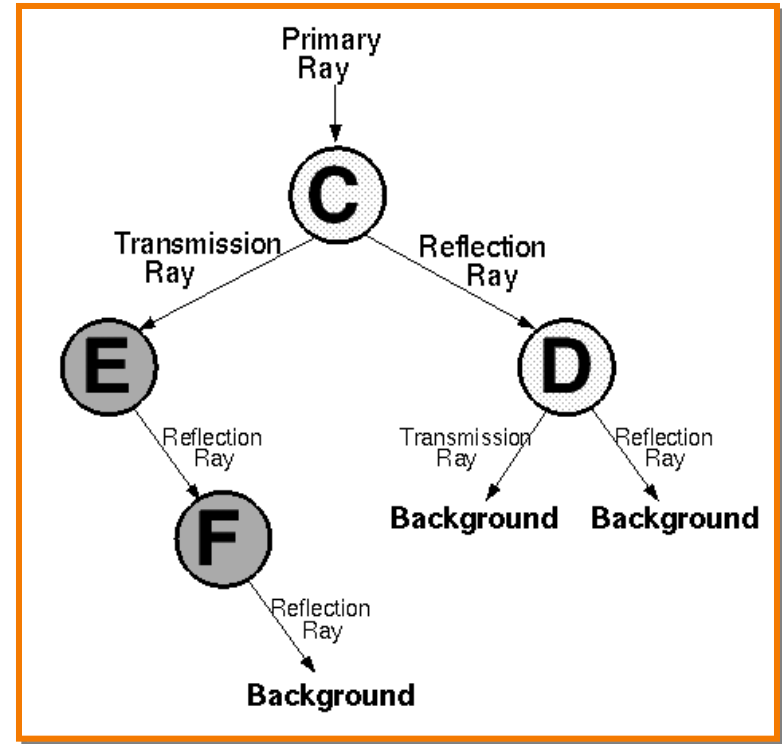 Primary
Ray
C
Transmission
Ray
Reflection
Ray
E
D
Reflection
Ray
Transmission
Ray
Reflection
Ray
Background
Background
F
Reflection
Ray
Background